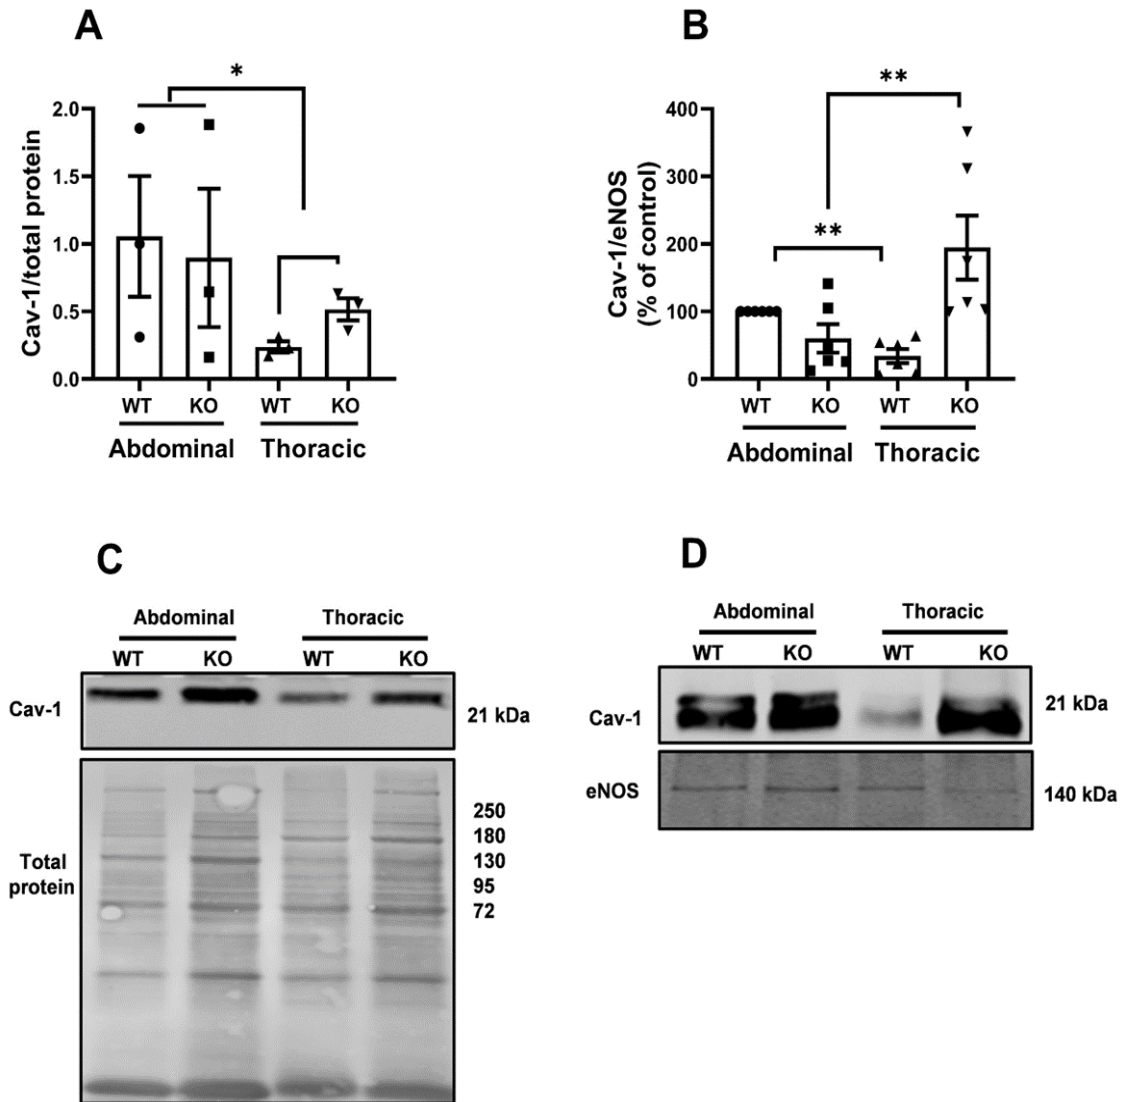 A
*
Cav-1/total protein
2.0
1.5
1.0
0.5
0.0
WT KO WT KO
Abdominal Thoracic
B
**
**
Cav-1/eNOS
(% of control)
400
300
200
100
0
WT KO WT KO
Abdominal Thoracic
C
Abdominal Thoracic
WT KO WT KO
Cav-1
21 kDa
Total
protein
250
180
130
95
72
D
Abdominal Thoracic
WT KO WT KO
Cav-1
21 kDa
eNOS
140 kDa